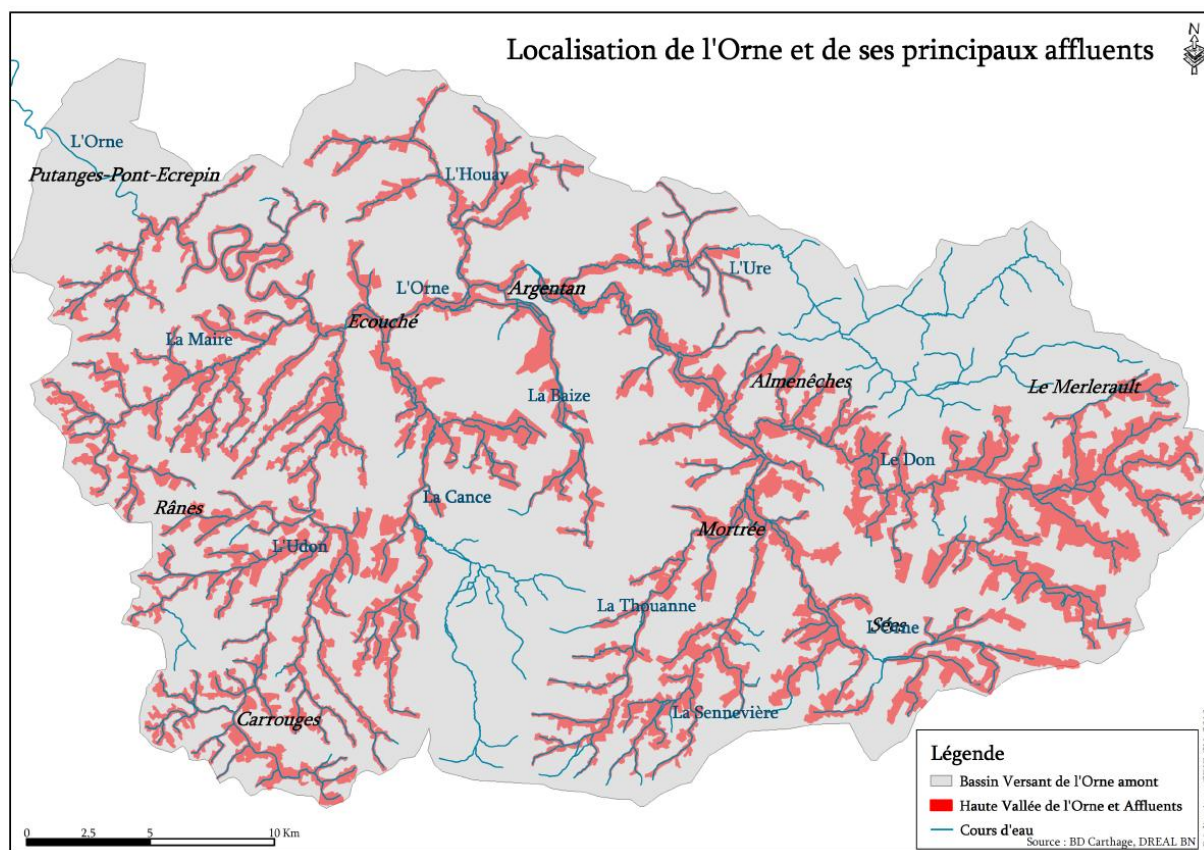 Localisation de l'Orne et de ses principaux affluents
N
L'Orne
Putanges-Pont-Ecrepin
L'Houay
L'Ure
L'Orne
Argentan
Ecouché
La Maire
Almenêches
Le Merlerault
La Baize
Le Don
La Cance
Rânes
Mortrée
L'Udon
La Thouanne
Sées
L'Orne
La Sennevière
Carrouges
Légende
Bassin Versant de l'Orne amont
Haute Vallée de l'Orne et Affluents
Cours d'eau
0 2,5 5 10 Km
Source : BD Carthage, DREAL BN